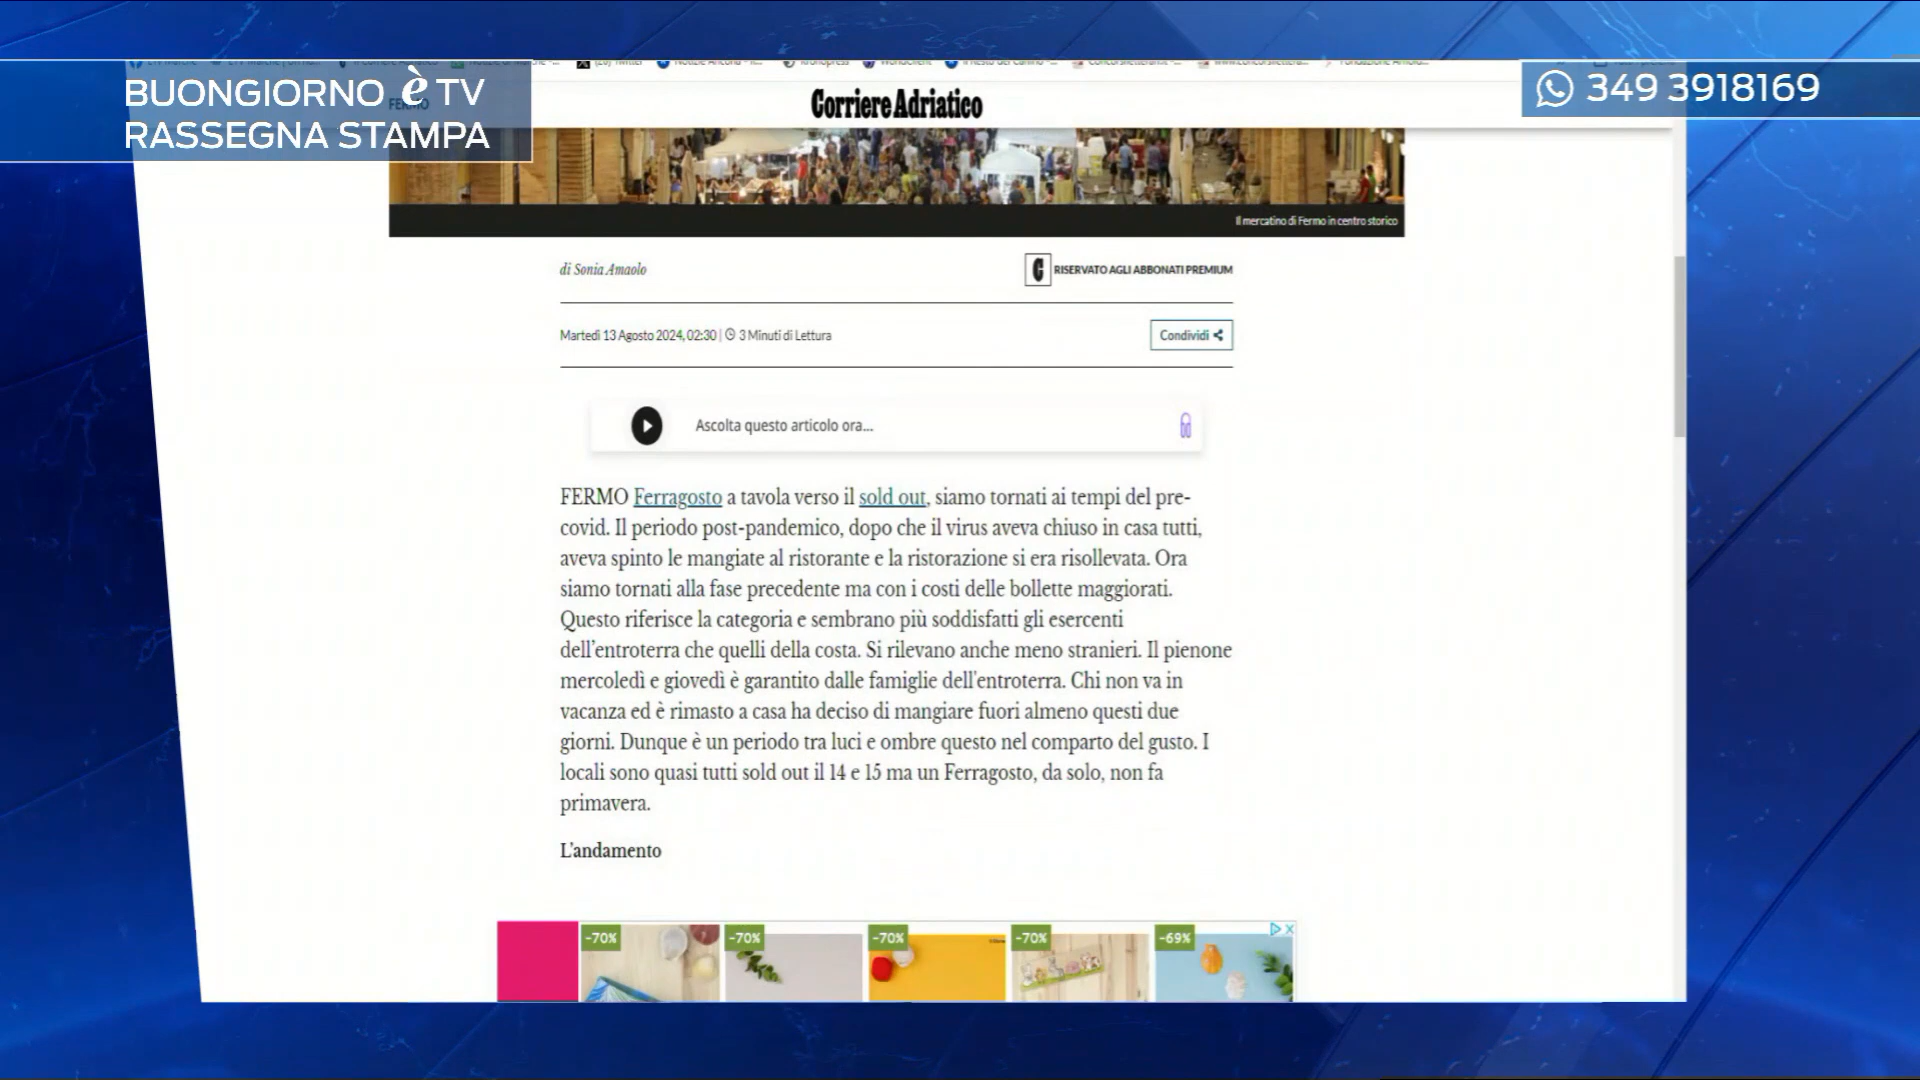 BUONGIORNO è TV
RASSEGNA STAMPA
349 3918169
FERMO
Corriere Adriatico
Il mercatino di Fermo in centro storico
di Sonia Amaolo
RISERVATO AGLI ABBONATI PREMIUM
Martedì 13 Agosto 2024, 02:30 | 3 Minuti di Lettura
Condividi
Ascolta questo articolo ora...
FERMO Ferragosto a tavola verso il sold out, siamo tornati ai tempi del pre-
covid. Il periodo post-pandemico, dopo che il virus aveva chiuso in casa tutti,
aveva spinto le mangiate al ristorante e la ristorazione si era risollevata. Ora
siamo tornati alla fase precedente ma con i costi delle bollette maggiorati.
Questo riferisce la categoria e sembrano più soddisfatti gli esercenti
dell'entroterra che quelli della costa. Si rilevano anche meno stranieri. Il pienone
mercoledì e giovedì è garantito dalle famiglie dell'entroterra. Chi non va in
vacanza ed è rimasto a casa ha deciso di mangiare fuori almeno questi due
giorni. Dunque è un periodo tra luci e ombre questo nel comparto del gusto. I
locali sono quasi tutti sold out il 14 e 15 ma un Ferragosto, da solo, non fa
primavera.
L'andamento
-70%
-70%
-70%
-70%
-69%